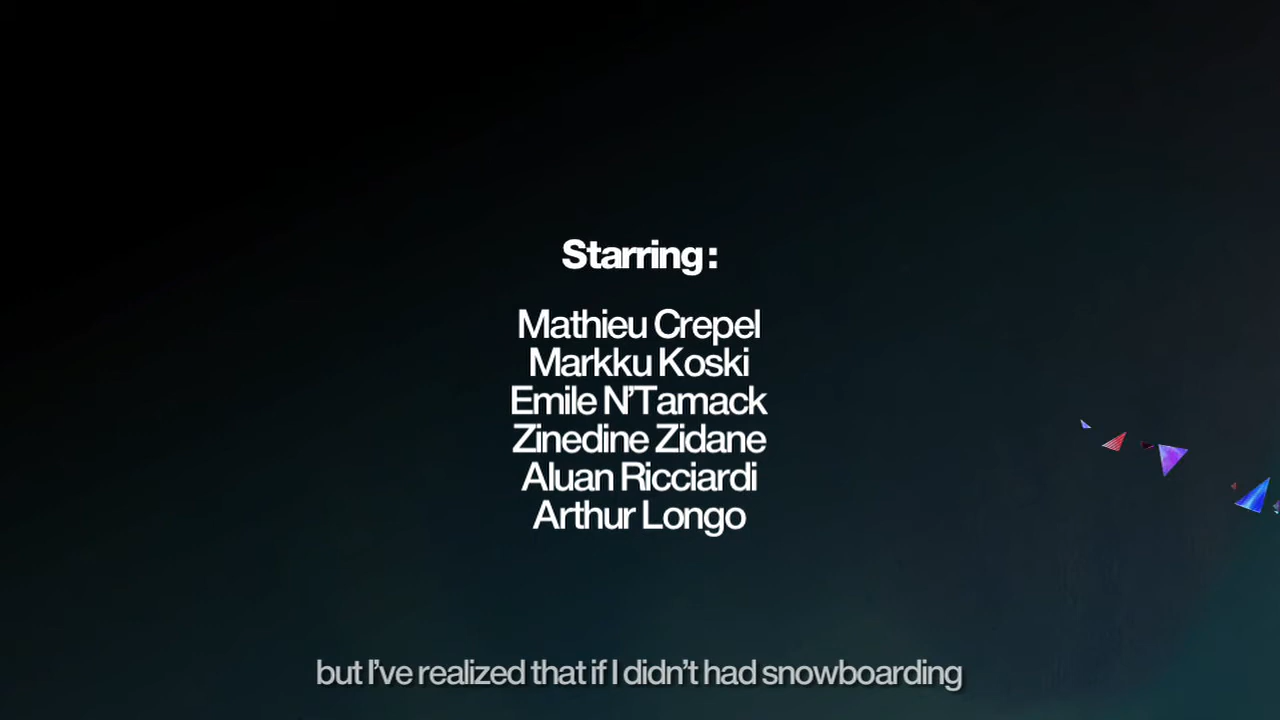 Starring :
Mathieu Crepel
Markku Koski
Emile N'Tamack
Zinedine Zidane
Aluan Ricciardi
Arthur Longo
but I've realized that if I didn't had snowboarding